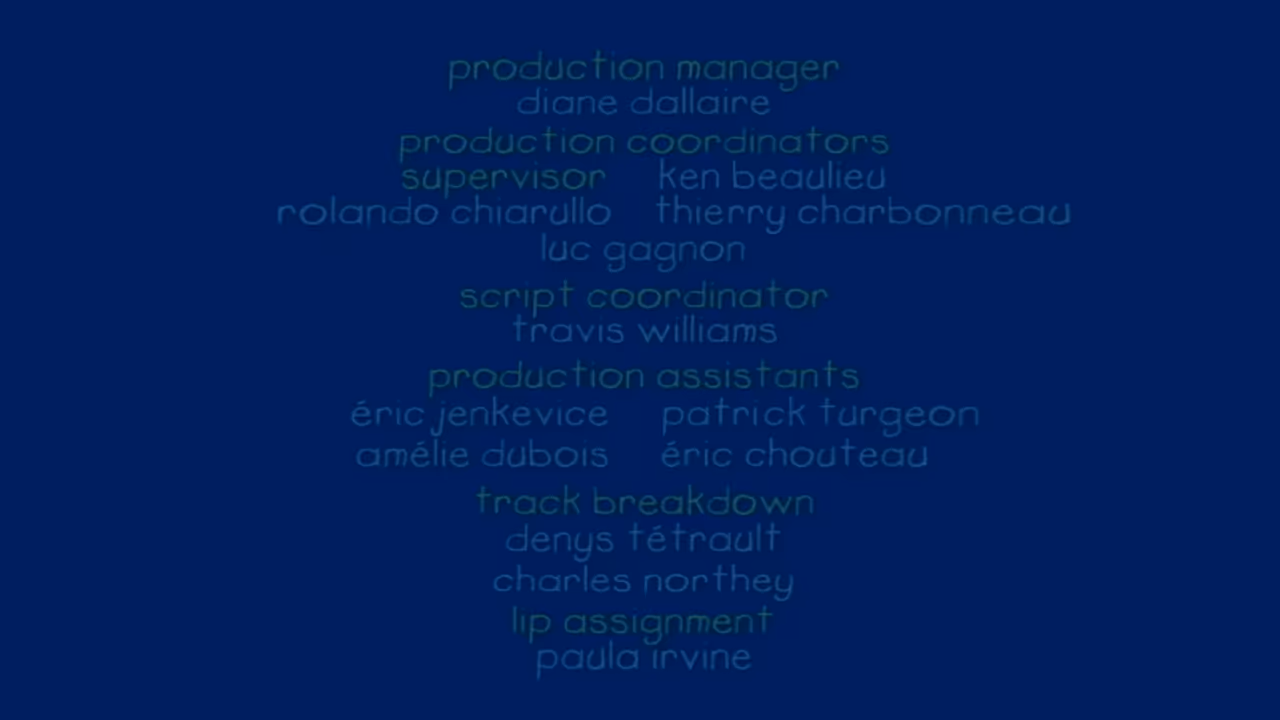 production manager
diane dallaire
production coordinators
supervisor ken beaulieu
rolando chiarullo thierry charbonneau
luc gagnon
script coordinator
travis williams
production assistants
éric jenkevice patrick turgeon
amélie dubois éric chouteau
track breakdown
denys tétrault
charles northey
lip assignment
paula irvine